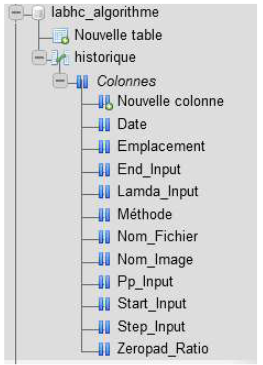 labhc_algorithme
Nouvelle table
historique
Colonnes
Nouvelle colonne
Date
Emplacement
End_Input
Lamda_Input
Méthode
Nom_Fichier
Nom_Image
Pp_Input
Start_Input
Step_Input
Zeropad_Ratio